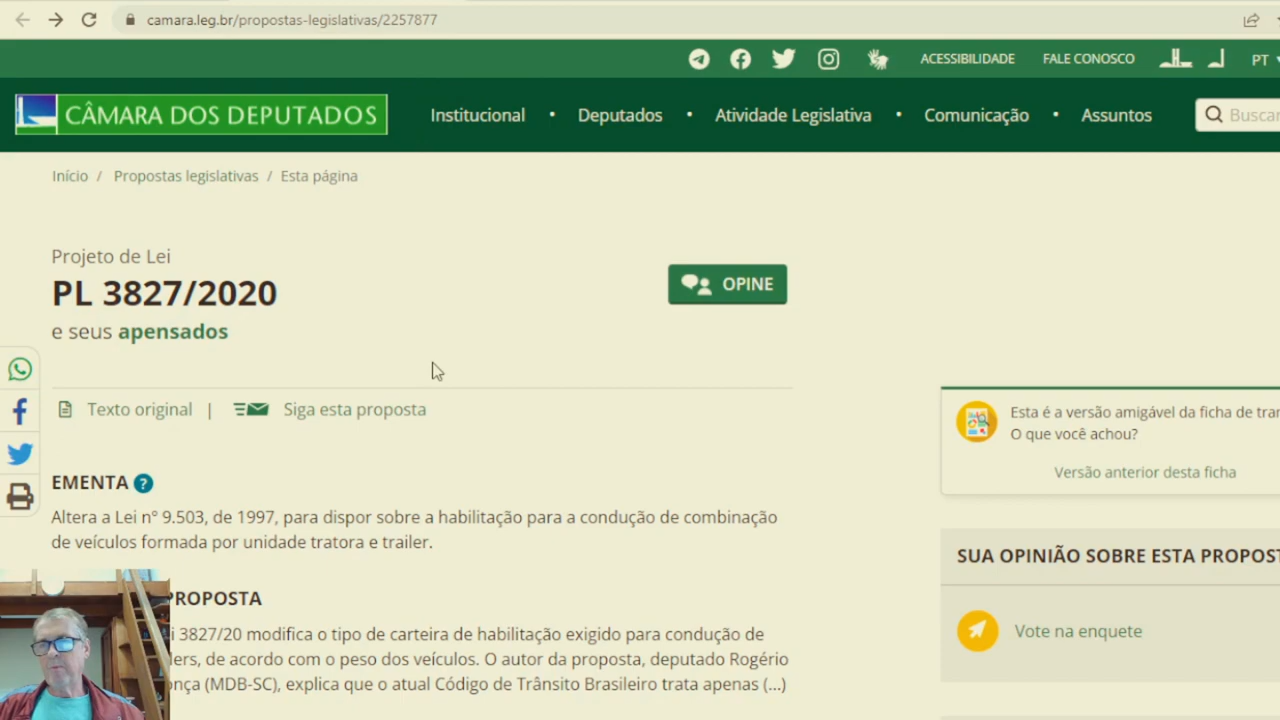 camara.leg.br/propostas-legislativas/2257877
ACESSIBILIDADE FALE CONOSCO PT
CÂMARA DOS DEPUTADOS Institucional • Deputados • Atividade Legislativa • Comunicação • Assuntos Buscar
Início / Propostas legislativas / Esta página
Projeto de Lei
PL 3827/2020
OPINE
e seus apensados
Texto original | Siga esta proposta
Esta é a versão amigável da ficha de
O que você achou?
Versão anterior desta ficha
EMENTA ?
Altera a Lei nº 9.503, de 1997, para dispor sobre a habilitação para a condução de combinação
de veículos formada por unidade tratora e trailer.
SUA OPINIÃO SOBRE ESTA
PROPOSTA
3827/20 modifica o tipo de carteira de habilitação exigido para condução de
de acordo com o peso dos veículos. O autor da proposta, deputado Rogério
(MDB-SC), explica que o atual Código de Trânsito Brasileiro trata apenas (...)
Vote na enquete